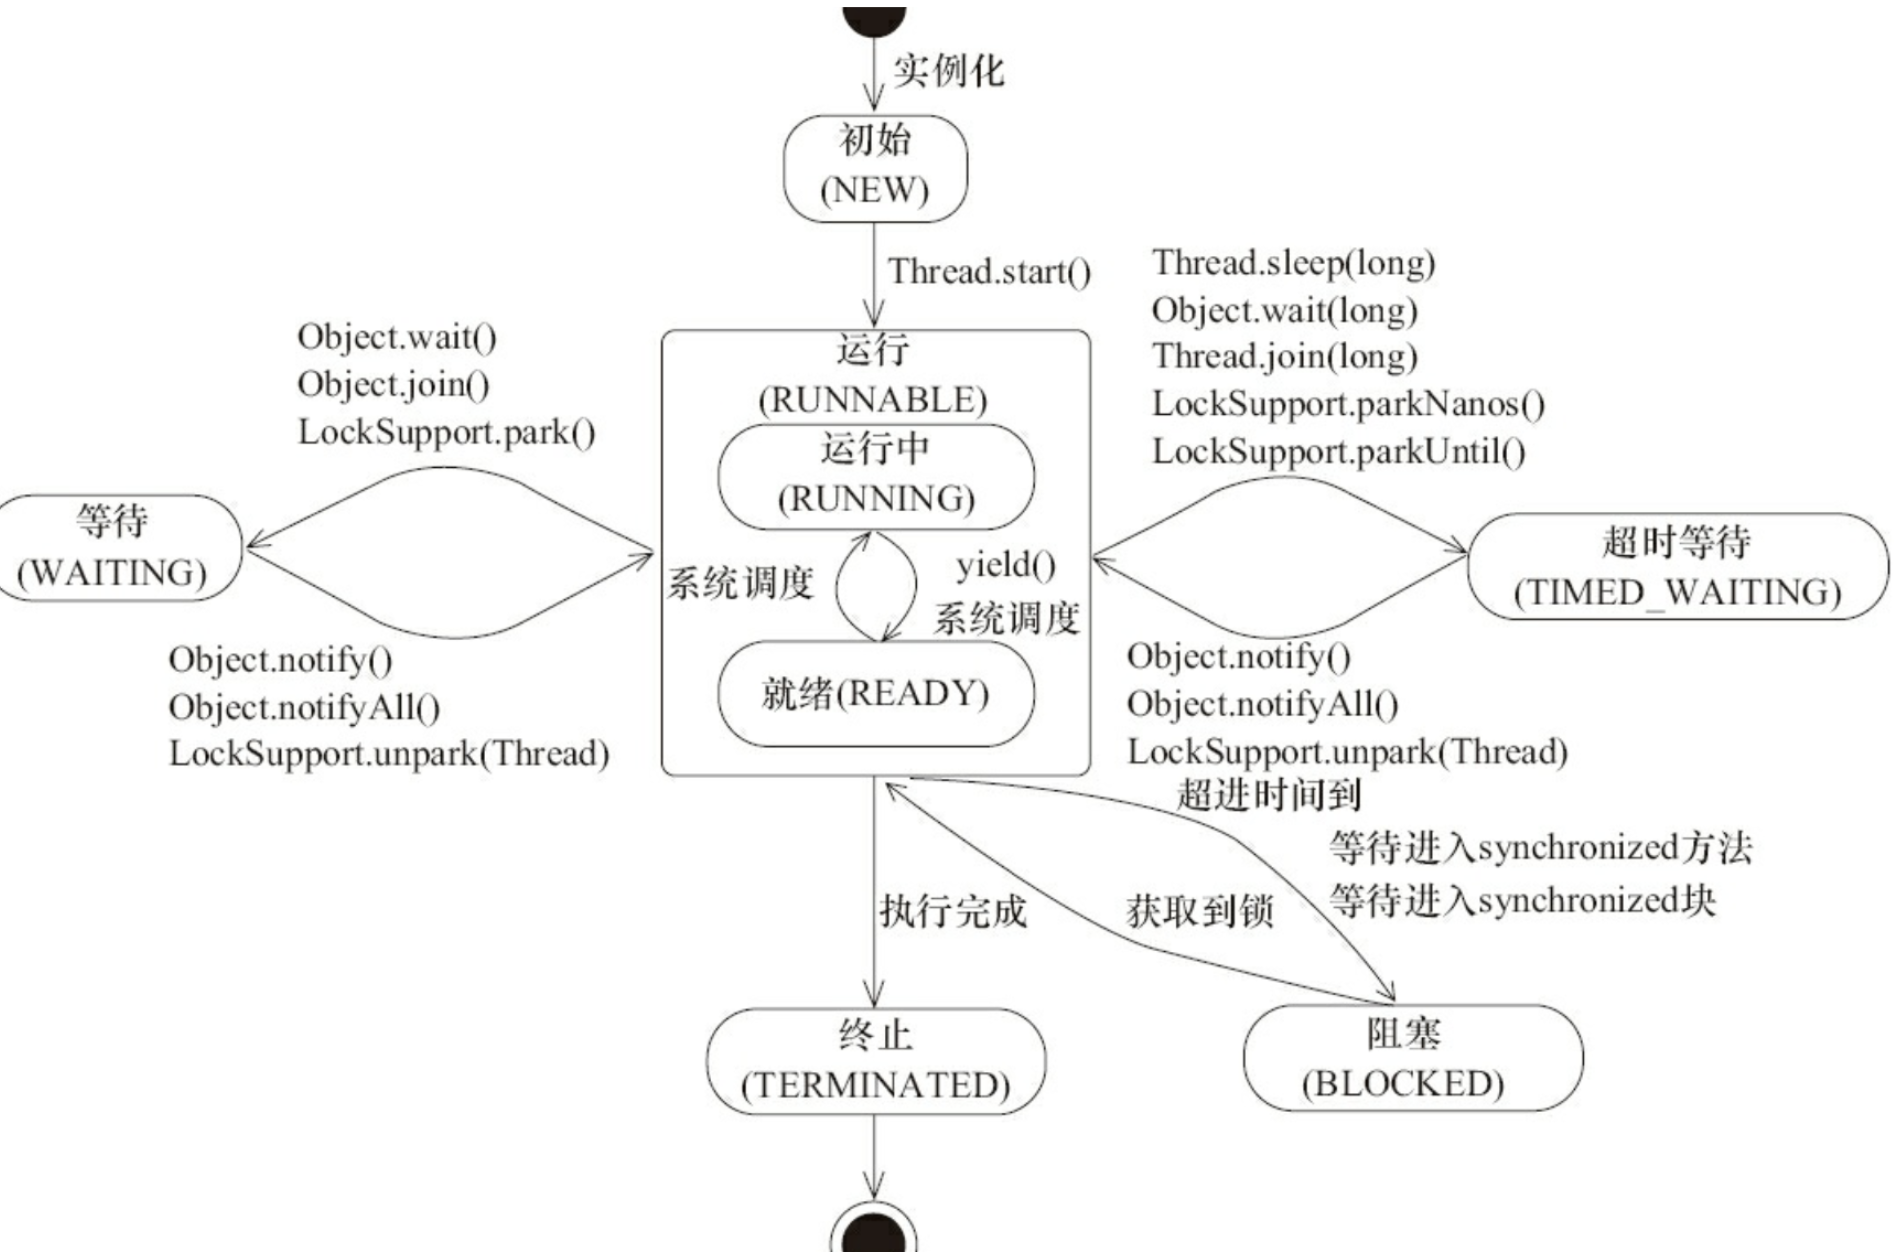 实例化
初始
(NEW)
Thread.start()
Object.wait()
Object.join()
LockSupport.park()
Thread.sleep(long)
Object.wait(long)
Thread.join(long)
LockSupport.parkNanos()
LockSupport.parkUntil()
运行
(RUNNABLE)
运行中
(RUNNING)
等待
(WAITING)
系统调度
yield()
系统调度
超时等待
(TIMED_WAITING)
就绪(READY)
Object.notify()
Object.notifyAll()
LockSupport.unpark(Thread)
Object.notify()
Object.notifyAll()
LockSupport.unpark(Thread)
超进时间到
等待进入synchronized方法
等待进入synchronized块
执行完成
获取到锁
终止
(TERMINATED)
阻塞
(BLOCKED)